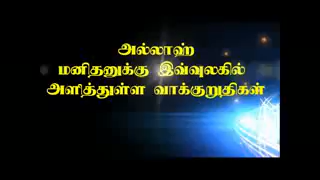 அல்லாஹ்
மனிதனுக்கு இவ்வுலகில்
அளித்துள்ள வாக்குறுதிகள்